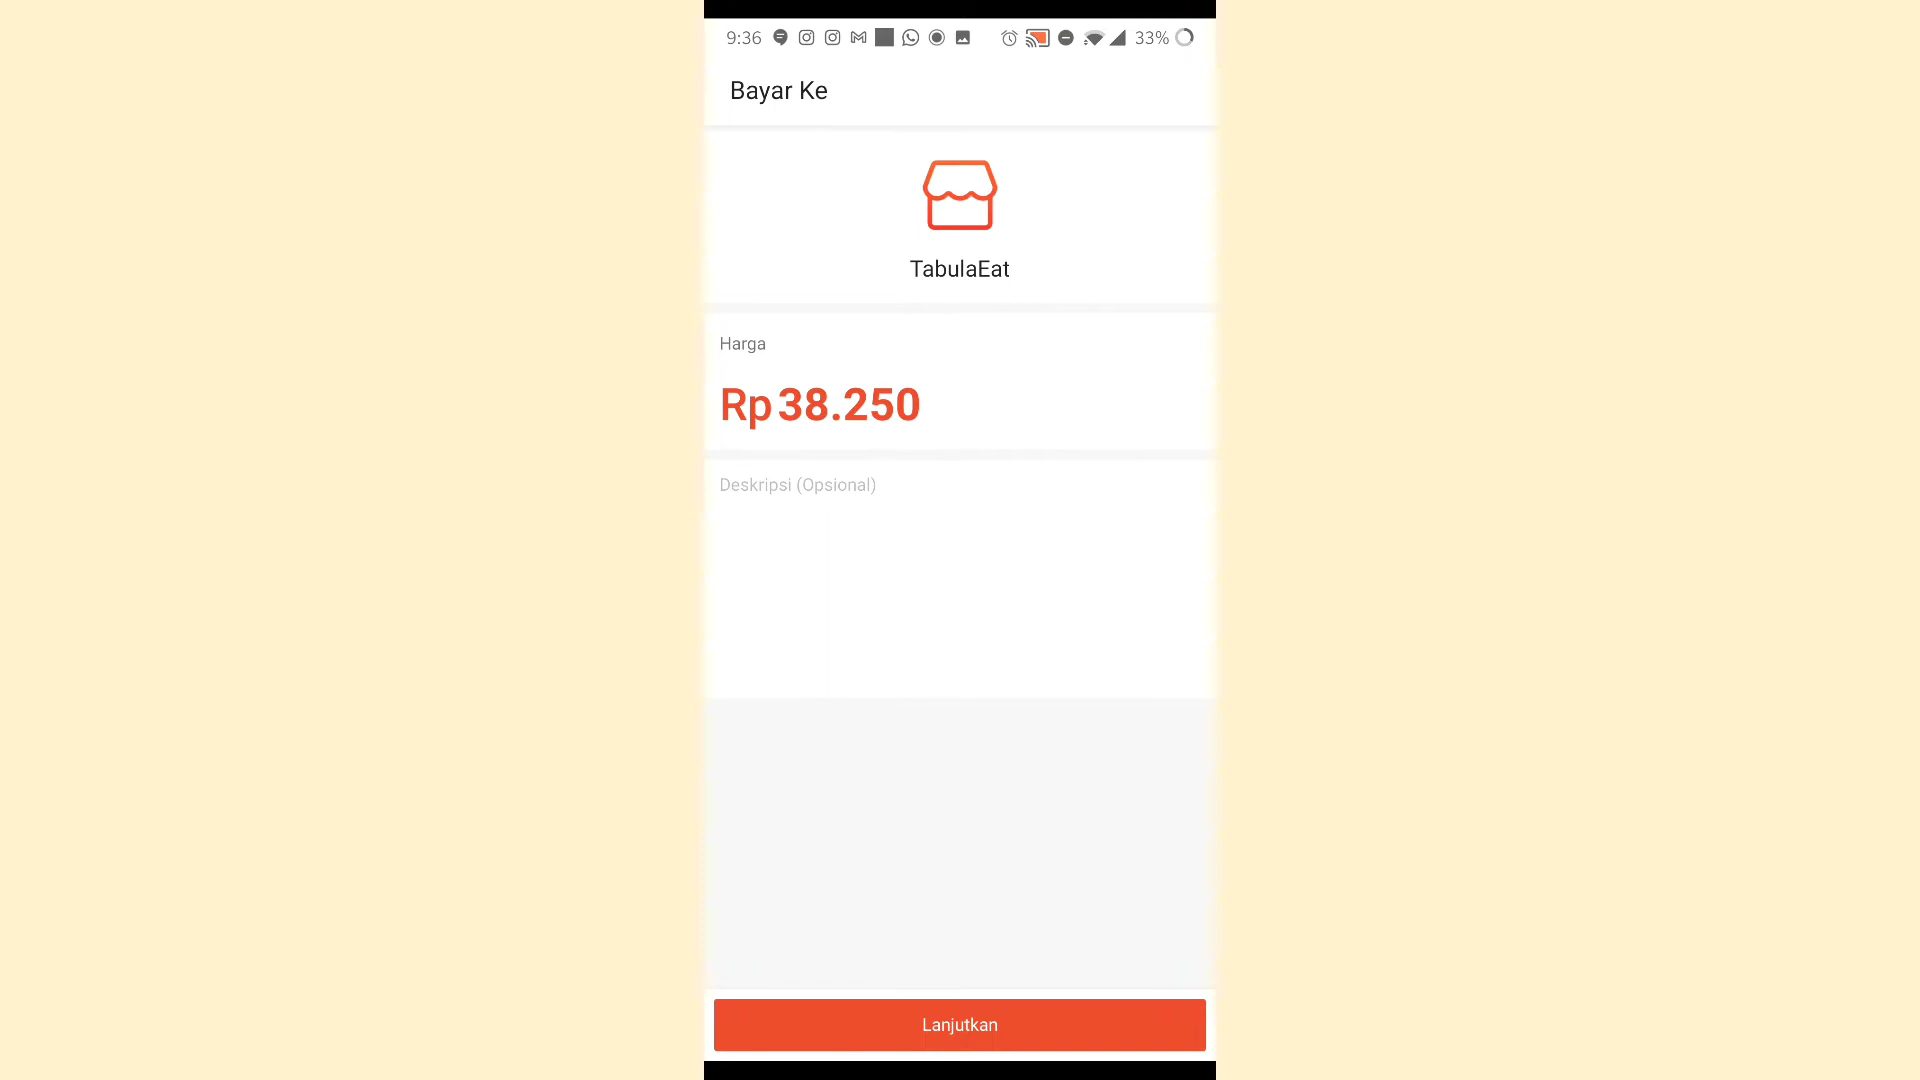 9:36 33%
Bayar Ke
TabulaEat
Harga
Rp 38.250
Deskripsi (Opsional)
Lanjutkan